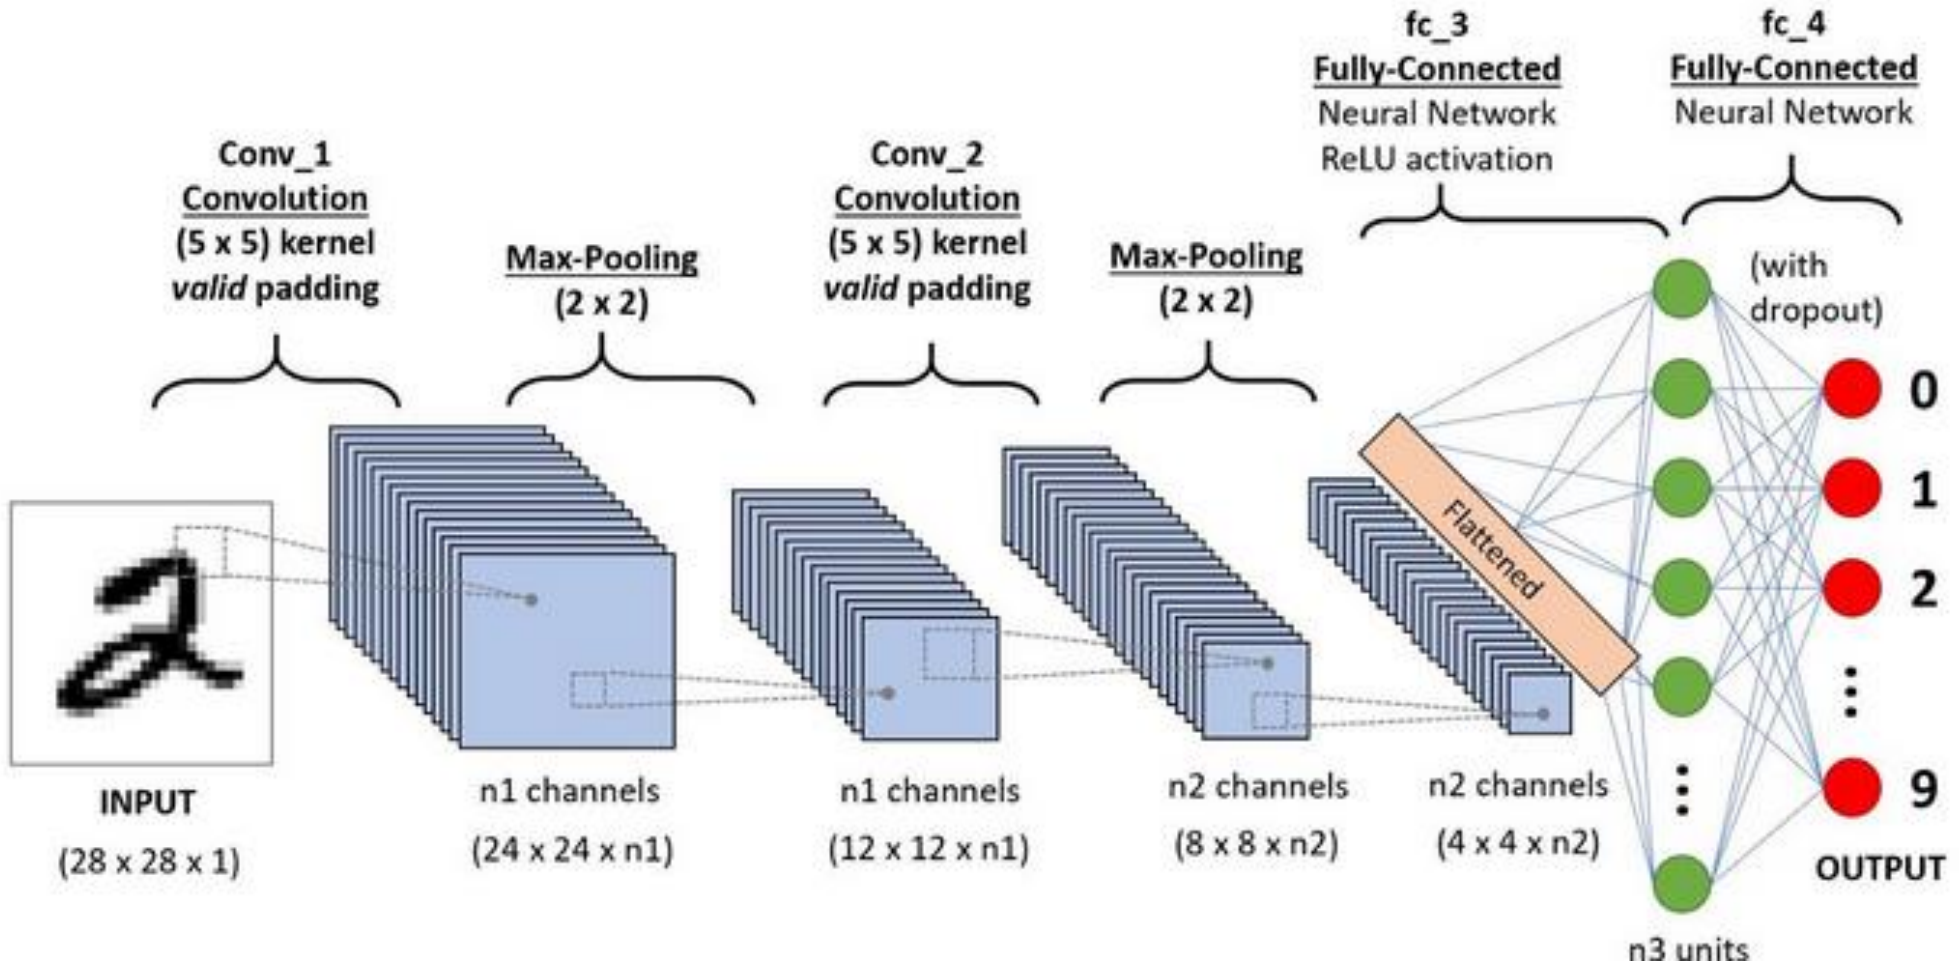 Conv_1
Convolution
(5 x 5) kernel
valid padding
Max-Pooling
(2 x 2)
Conv_2
Convolution
(5 x 5) kernel
valid padding
Max-Pooling
(2 x 2)
fc_3
Fully-Connected
Neural Network
ReLU activation
fc_4
Fully-Connected
Neural Network
(with
dropout)
Flattened
0
1
2
9
2
INPUT
(28 x 28 x 1)
n1 channels
(24 x 24 x n1)
n1 channels
(12 x 12 x n1)
n2 channels
(8 x 8 x n2)
n2 channels
(4 x 4 x n2)
n3 units
OUTPUT